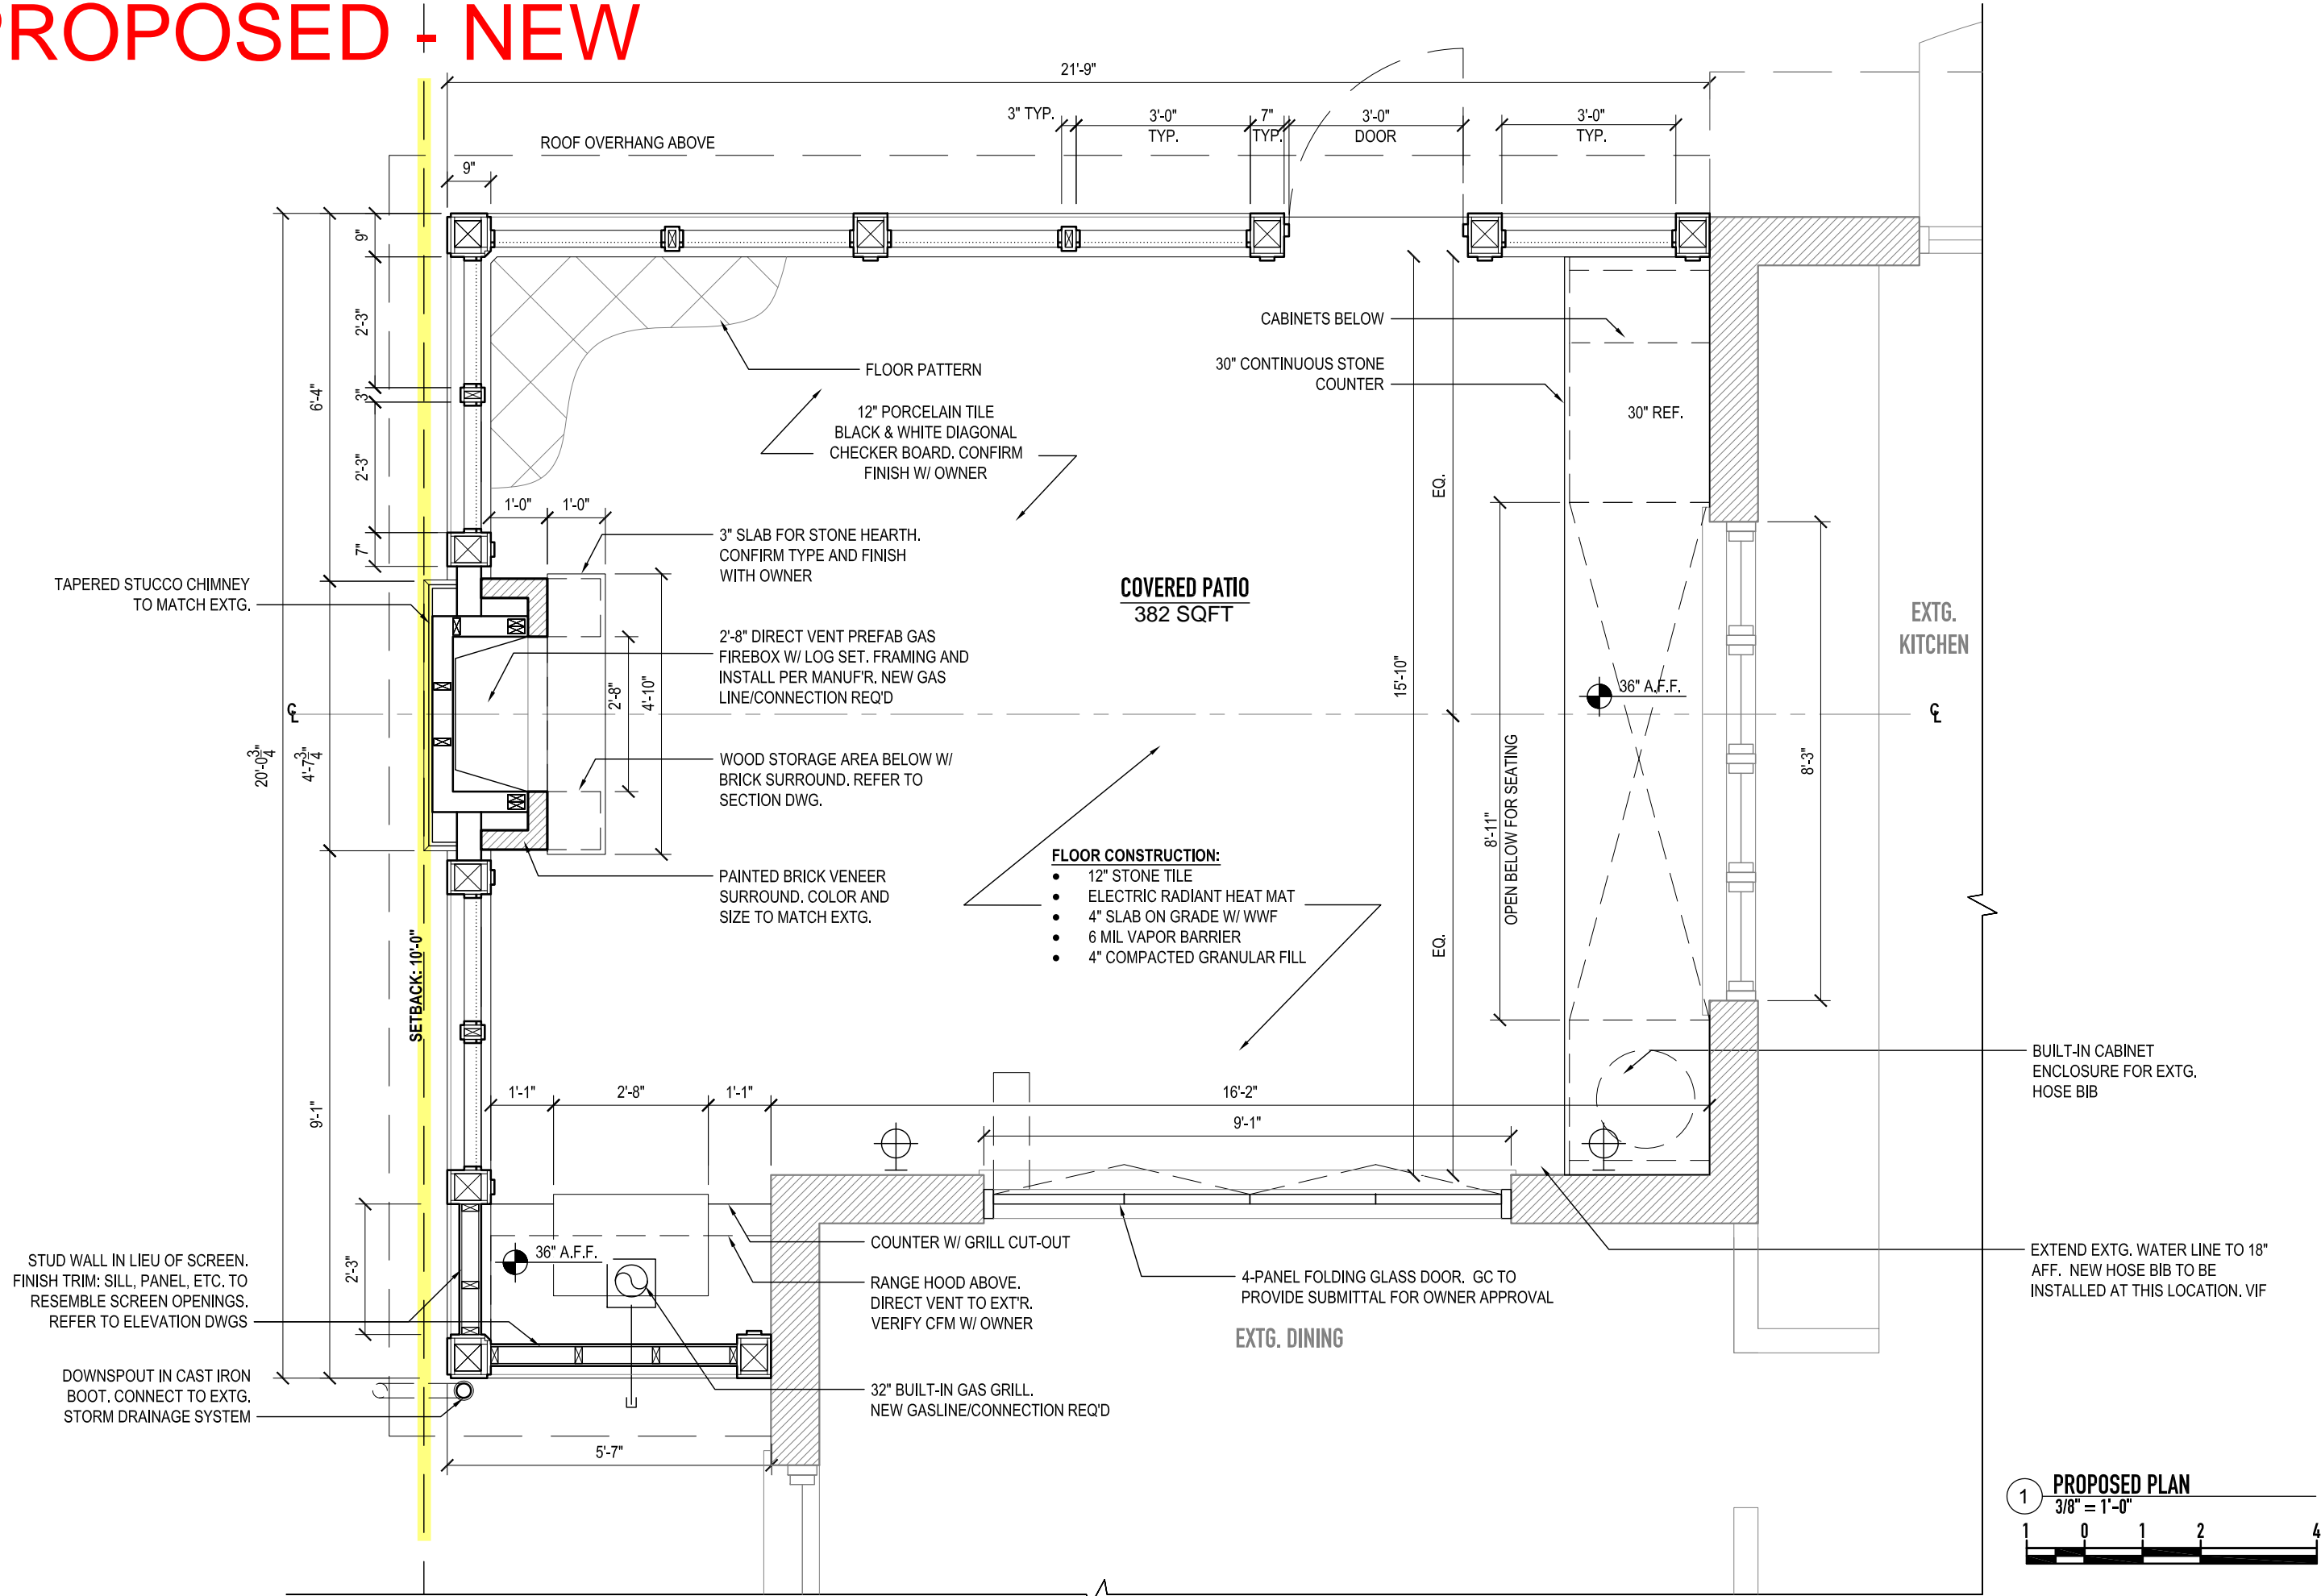 PROPOSED - NEW
21'-9"
3" TYP.
3'-0"
TYP.
7"
TYP.
3'-0"
DOOR
3'-0"
TYP.
ROOF OVERHANG ABOVE
9"
9"
2'-3"
3"
2'-3"
7"
6'-4"
20'-0 3/4"
4'-7 3/4"
9'-1"
2'-3"
FLOOR PATTERN
12" PORCELAIN TILE
BLACK & WHITE DIAGONAL
CHECKER BOARD. CONFIRM
FINISH W/ OWNER
CABINETS BELOW
30" CONTINUOUS STONE
COUNTER
30" REF.
1'-0"
1'-0"
3" SLAB FOR STONE HEARTH.
CONFIRM TYPE AND FINISH
WITH OWNER
TAPERED STUCCO CHIMNEY
TO MATCH EXTG.
2'-8" DIRECT VENT PREFAB GAS
FIREBOX W/ LOG SET. FRAMING AND
INSTALL PER MANUF'R. NEW GAS
LINE/CONNECTION REQ'D
2'-8"
4'-10"
COVERED PATIO
382 SQFT
EXTG.
KITCHEN
EQ.
15'-10"
EQ.
36" A.F.F.
CL
CL
8'-11"
OPEN BELOW FOR SEATING
8'-3"
WOOD STORAGE AREA BELOW W/
BRICK SURROUND. REFER TO
SECTION DWG.
PAINTED BRICK VENEER
SURROUND. COLOR AND
SIZE TO MATCH EXTG.
FLOOR CONSTRUCTION:
• 12" STONE TILE
• ELECTRIC RADIANT HEAT MAT
• 4" SLAB ON GRADE W/ WWF
• 6 MIL VAPOR BARRIER
• 4" COMPACTED GRANULAR FILL
SETBACK: 10'-0"
1'-1"
2'-8"
1'-1"
16'-2"
9'-1"
BUILT-IN CABINET
ENCLOSURE FOR EXTG.
HOSE BIB
STUD WALL IN LIEU OF SCREEN.
FINISH TRIM: SILL, PANEL, ETC. TO
RESEMBLE SCREEN OPENINGS.
REFER TO ELEVATION DWGS
36" A.F.F.
COUNTER W/ GRILL CUT-OUT
RANGE HOOD ABOVE.
DIRECT VENT TO EXT'R.
VERIFY CFM W/ OWNER
4-PANEL FOLDING GLASS DOOR. GC TO
PROVIDE SUBMITTAL FOR OWNER APPROVAL
EXTG. DINING
EXTEND EXTG. WATER LINE TO 18"
AFF. NEW HOSE BIB TO BE
INSTALLED AT THIS LOCATION. VIF
DOWNSPOUT IN CAST IRON
BOOT. CONNECT TO EXTG.
STORM DRAINAGE SYSTEM
32" BUILT-IN GAS GRILL.
NEW GASLINE/CONNECTION REQ'D
5'-7"
1
PROPOSED PLAN
3/8" = 1'-0"
1 0 1 2 4